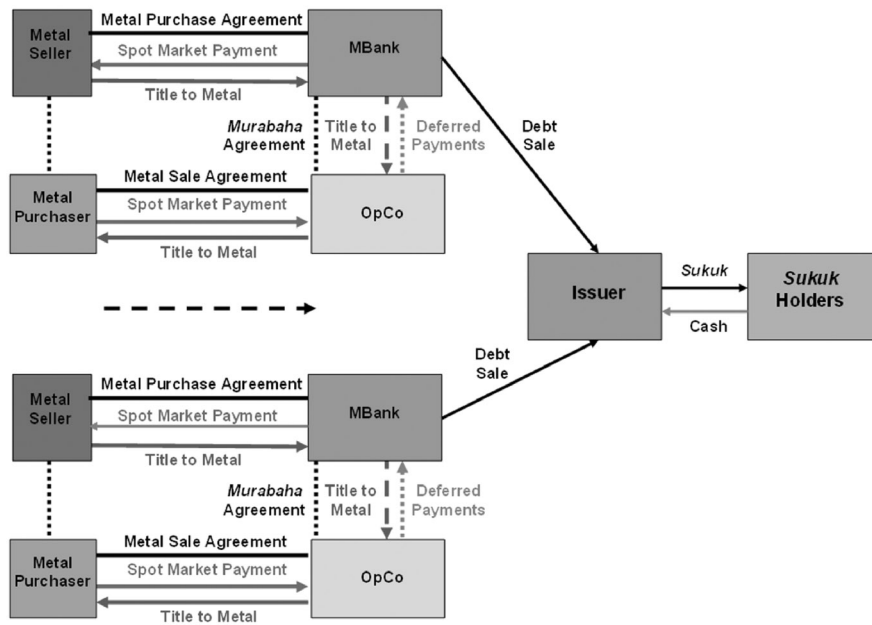 Metal
Seller
Metal Purchase Agreement
Spot Market Payment
Title to Metal
MBank
Murabaha
Agreement
Title to
Metal
Deferred
Payments
Debt
Sale
Metal
Purchaser
Metal Sale Agreement
Spot Market Payment
Title to Metal
OpCo
Issuer
Sukuk
Cash
Sukuk
Holders
Debt
Sale
Metal
Seller
Metal Purchase Agreement
Spot Market Payment
Title to Metal
MBank
Murabaha
Agreement
Title to
Metal
Deferred
Payments
Metal
Purchaser
Metal Sale Agreement
Spot Market Payment
Title to Metal
OpCo